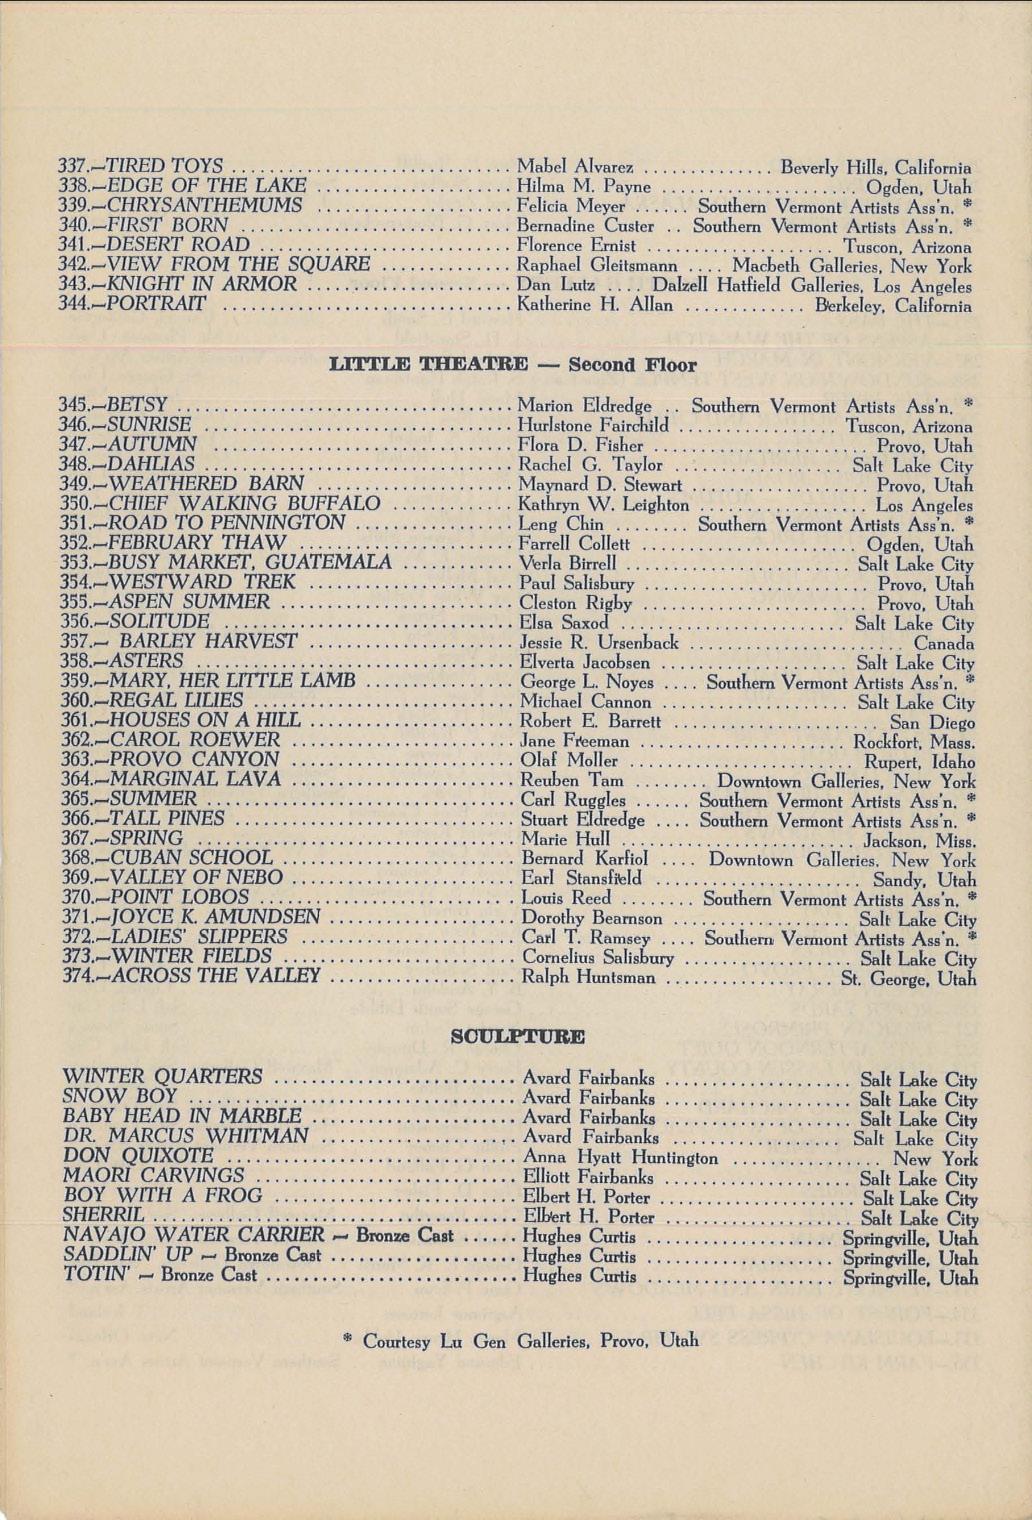 337.—TIRED TOYS ............................... Mabel Alvarez .............. Beverly Hills, California
338.—EDGE OF THE LAKE ..................... Hilma M. Payne ..................... Ogden, Utah
339.—CHRYSANTHEMUMS ..................... Felicia Meyer ...... Southern Vermont Artists Ass'n. *
340.—FIRST BORN ............................. Bernadine Custer .. Southern Vermont Artists Ass'n. *
341.—DESERT ROAD ........................... Florence Ernist .................... Tuscon, Arizona
342.—VIEW FROM THE SQUARE .............. Raphael Gleitsmann .... Macbeth Galleries, New York
343.—KNIGHT IN ARMOR ...................... Dan Lutz .... Dalzell Hatfield Galleries, Los Angeles
344.—PORTRAIT ............................... Katherine H. Allan ............. Berkeley, California
LITTLE THEATRE — Second Floor
345.—BETSY .................................... Marion Eldredge .. Southern Vermont Artists Ass'n. *
346.—SUNRISE ................................. Hurlstone Fairchild ................. Tuscon, Arizona
347.—AUTUMN ................................ Flora D. Fisher ....................... Provo, Utah
348.—DAHLIAS ................................. Rachel G. Taylor .................. Salt Lake City
349.—WEATHERED BARN ..................... Maynard D. Stewart ................... Provo, Utah
350.—CHIEF WALKING BUFFALO ............. Kathryn W. Leighton .................. Los Angeles
351.—ROAD TO PENNINGTON ................. Leng Chin ........ Southern Vermont Artists Ass'n. *
352.—FEBRUARY THAW ....................... Farrell Collett ....................... Ogden, Utah
353.—BUSY MARKET, GUATEMALA ............ Verla Birrell ......................... Salt Lake City
354.—WESTWARD TREK ...................... Paul Salisbury ........................ Provo, Utah
355.—ASPEN SUMMER ......................... Cleston Rigby ........................ Provo, Utah
356.—SOLITUDE ................................ Elsa Saxod ........................ Salt Lake City
357.— BARLEY HARVEST ....................... Jessie R. Ursenback ....................... Canada
358.—ASTERS .................................. Elverta Jacobsen ...................... Salt Lake City
359.—MARY, HER LITTLE LAMB ................ George L. Noyes .... Southern Vermont Artists Ass'n. *
360.—REGAL LILIES ............................ Michael Cannon .................... Salt Lake City
361.—HOUSES ON A HILL ...................... Robert E. Barrett ....................... San Diego
362.—CAROL ROEWER ........................ Jane Freeman ...................... Rockfort, Mass.
363.—PROVO CANYON ........................ Olaf Moller ........................ Rupert, Idaho
364.—MARGINAL LAVA ........................ Reuben Tam ........ Downtown Galleries, New York
365.—SUMMER ................................. Carl Ruggles ...... Southern Vermont Artists Ass'n. *
366.—TALL PINES .............................. Stuart Eldredge .... Southern Vermont Artists Ass'n. *
367.—SPRING .................................. Marie Hull ......................... Jackson, Miss.
368.—CUBAN SCHOOL ......................... Bernard Karfiol .... Downtown Galleries, New York
369.—VALLEY OF NEBO ........................ Earl Stansfield ...................... Sandy, Utah
370.—POINT LOBOS ........................... Louis Reed ........ Southern Vermont Artists Ass'n. *
371.—JOYCE K. AMUNDSEN .................... Dorothy Bearnson .................... Salt Lake City
372.—LADIES' SLIPPERS ....................... Carl T. Ramsey .... Southern Vermont Artists Ass'n. *
373.—WINTER FIELDS ......................... Cornelius Salisbury .................. Salt Lake City
374.—ACROSS THE VALLEY .................... Ralph Huntsman .................. St. George, Utah
SCULPTURE
WINTER QUARTERS .......................... Avard Fairbanks .................... Salt Lake City
SNOW BOY ................................... Avard Fairbanks .................... Salt Lake City
BABY HEAD IN MARBLE ...................... Avard Fairbanks .................... Salt Lake City
DR. MARCUS WHITMAN ..................... Avard Fairbanks .................. Salt Lake City
DON QUIXOTE ............................... Anna Hyatt Huntington ................ New York
MAORI CARVINGS ............................. Elliott Fairbanks .................... Salt Lake City
BOY WITH A FROG .......................... Elbert H. Porter ..................... Salt Lake City
SHERRIL ....................................... Elbert H. Porter .................... Salt Lake City
NAVAJO WATER CARRIER — Bronze Cast ...... Hughes Curtis .................... Springville, Utah
SADDLIN' UP — Bronze Cast .................... Hughes Curtis .................... Springville, Utah
TOTIN' — Bronze Cast ........................... Hughes Curtis .................... Springville, Utah
* Courtesy Lu Gen Galleries, Provo, Utah